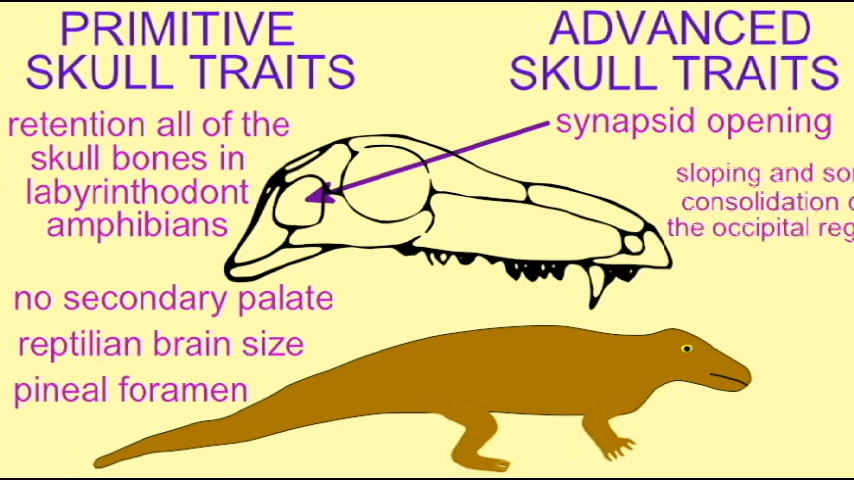 PRIMITIVE
SKULL TRAITS
retention all of the
skull bones in
labyrinthodont
amphibians
no secondary palate
reptilian brain size
pineal foramen
ADVANCED
SKULL TRAITS
synapsid opening
sloping and
consolidation
the occipital